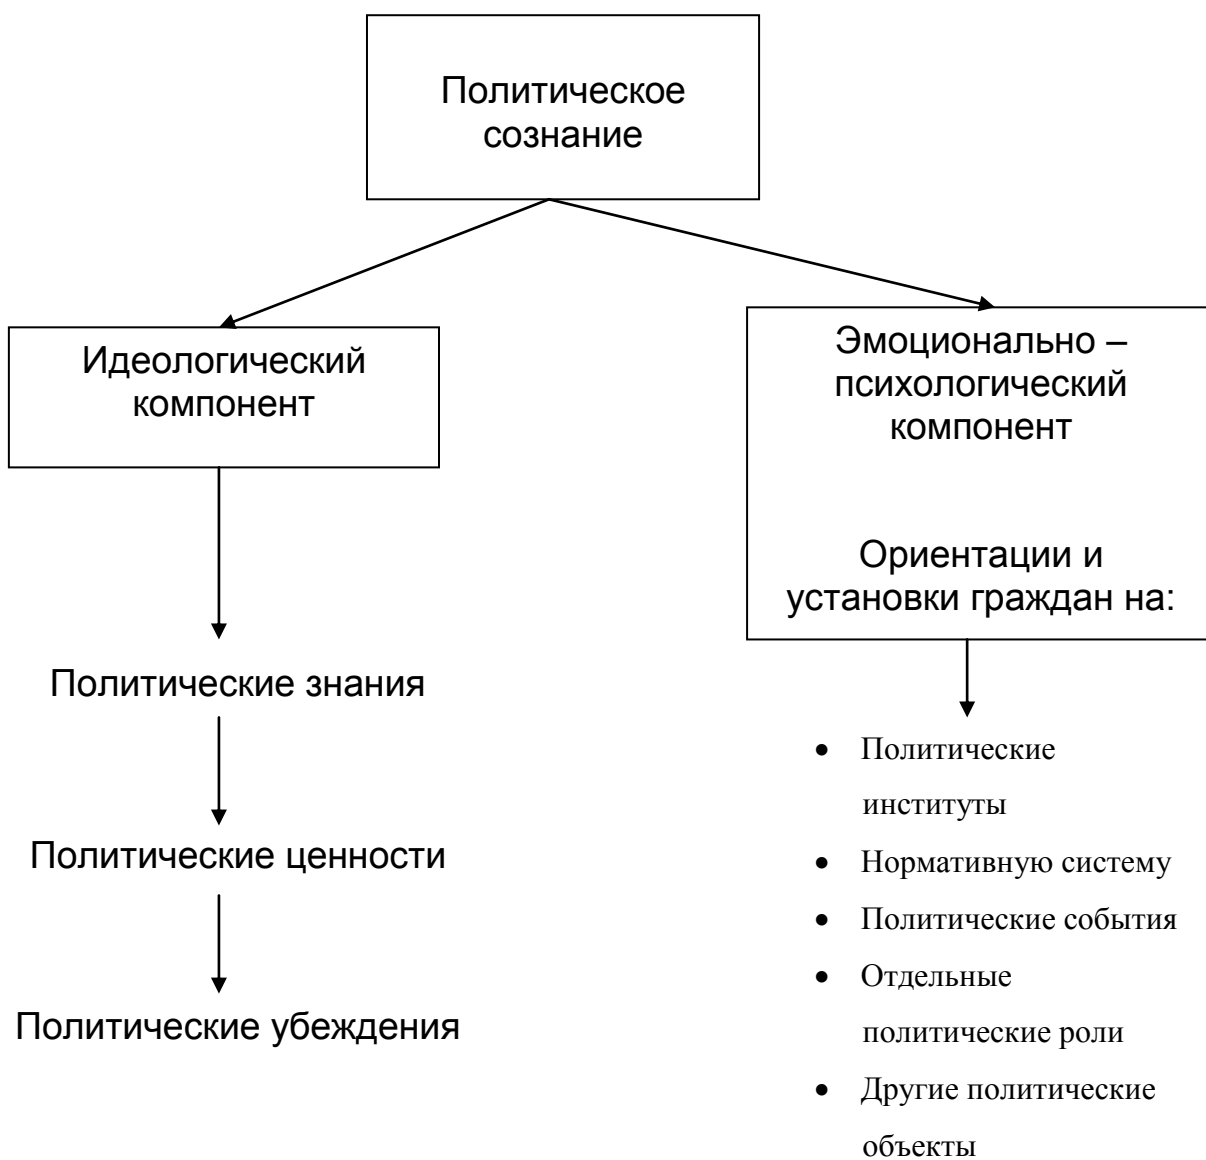 Политическое
сознание
Идеологический
компонент
Политические знания
Политические ценности
Политические убеждения
Эмоционально –
психологический
компонент
Ориентации и
установки граждан на:
• Политические
институты
• Нормативную систему
• Политические события
• Отдельные
политические роли
• Другие политические
объекты